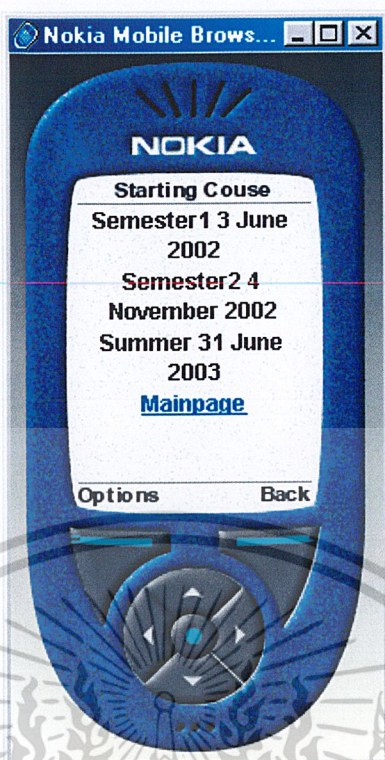 Nokia Mobile Brows...
NOKIA
Starting Couse
Semester1 3 June
2002
Semester2 4
November 2002
Summer 31 June
2003
Mainpage
Options Back